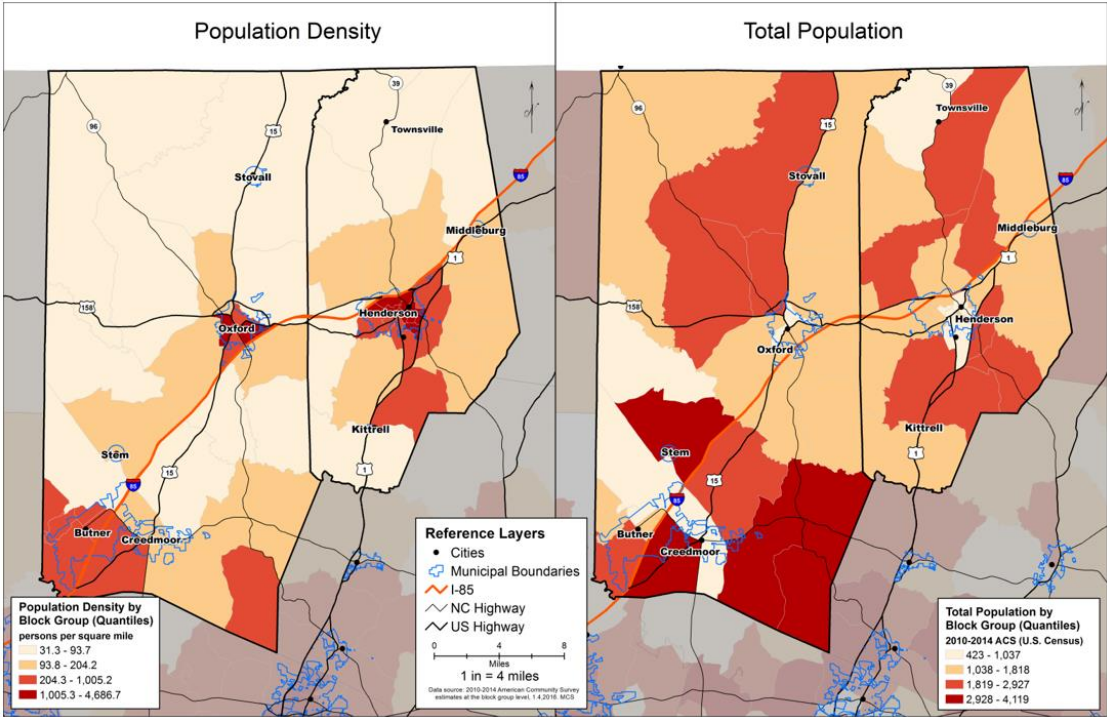 Population Density
Total Population
39
Townsville
96
15
Stovall
85
Middleburg
1
158
Henderson
Oxford
Kittrell
Stem
15
1
85
Butner
Creedmoor
Population Density by
Block Group (Quantiles)
persons per square mile
31.3 - 93.7
93.8 - 204.2
204.3 - 1,005.2
1,005.3 - 4,686.7
Reference Layers
Cities
Municipal Boundaries
I-85
NC Highway
US Highway
0 4 8
Miles
1 in = 4 miles
Data source: 2010-2014 American Community Survey
estimates at the block group level, 1.4.2016. MCS
39
Townsville
96
15
Stovall
85
Middleburg
1
158
Henderson
Oxford
Kittrell
Stem
15
1
85
Butner
Creedmoor
Total Population by
Block Group (Quantiles)
2010-2014 ACS (U.S. Census)
423 - 1,037
1,038 - 1,818
1,819 - 2,927
2,928 - 4,119